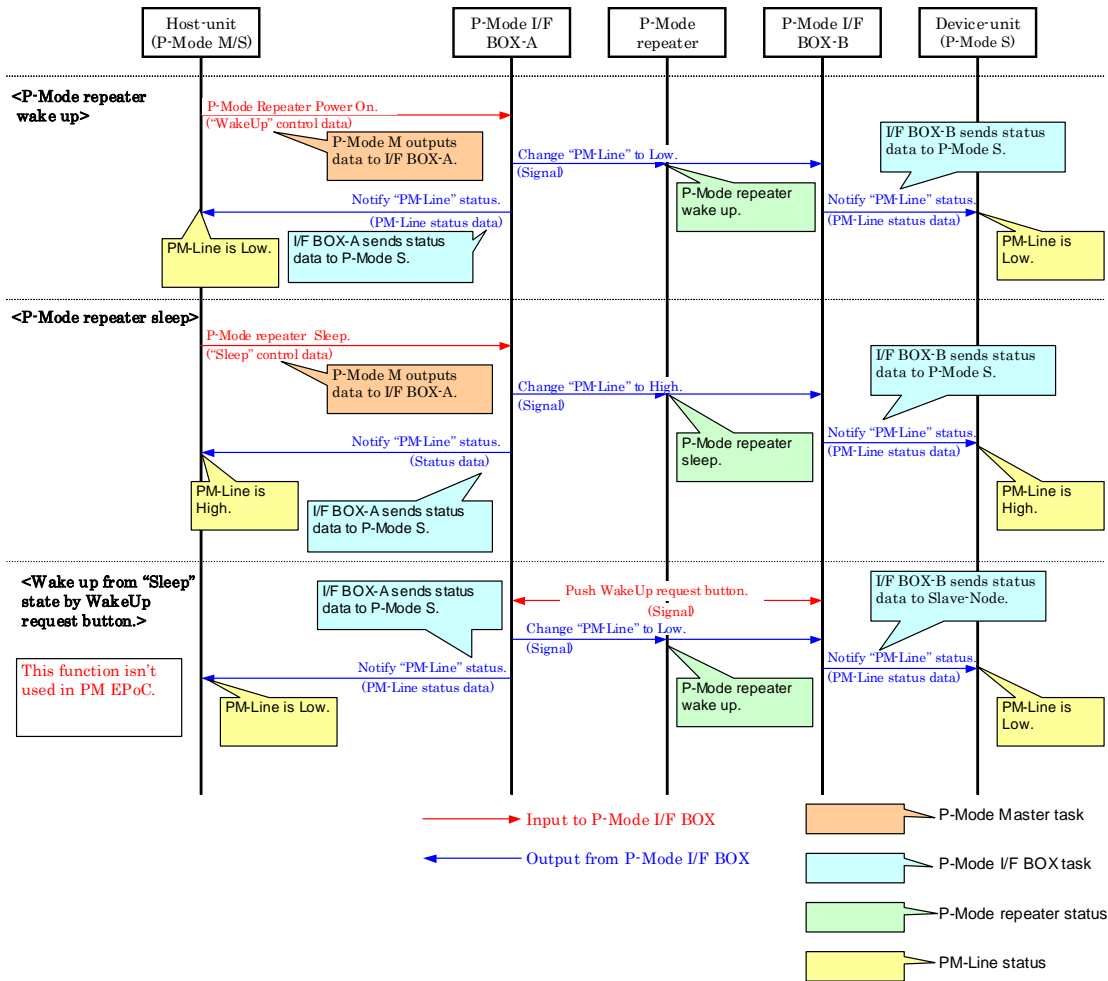 Host-unit
(P-Mode M/S)
P-Mode I/F
BOX-A
P-Mode
repeater
P-Mode I/F
BOX-B
Device-unit
(P-Mode S)
<P-Mode repeater
wake up>
P-Mode Repeater Power On.
("WakeUp" control data)
P-Mode M outputs
data to I/F BOX-A.
Change "PM-Line" to Low.
(Signal)
P-Mode repeater
wake up.
I/F BOX-B sends status
data to P-Mode S.
Notify "PM-Line" status.
(PM-Line status data)
Notify "PM-Line" status.
(PM-Line status data)
PM-Line is Low.
I/F BOX-A sends status
data to P-Mode S.
PM-Line is
Low.
<P-Mode repeater sleep>
P-Mode repeater Sleep.
("Sleep" control data)
P-Mode M outputs
data to I/F BOX-A.
Change "PM-Line" to High.
(Signal)
I/F BOX-B sends status
data to P-Mode S.
Notify "PM-Line" status.
(Status data)
P-Mode repeater
sleep.
Notify "PM-Line" status.
(PM-Line status data)
PM-Line is
High.
I/F BOX-A sends status
data to P-Mode S.
PM-Line is
High.
<Wake up from "Sleep"
state by WakeUp
request button.>
I/F BOX-A sends status
data to P-Mode S.
Push WakeUp request button.
(Signal)
I/F BOX-B sends status
data to Slave-Node.
Change "PM-Line" to Low.
(Signal)
This function isn't
used in PM EPoC.
Notify "PM-Line" status.
(PM-Line status data)
Notify "PM-Line" status.
(PM-Line status data)
PM-Line is Low.
P-Mode repeater
wake up.
PM-Line is
Low.
Input to P-Mode I/F BOX
Output from P-Mode I/F BOX
P-Mode Master task
P-Mode I/F BOX task
P-Mode repeater status
PM-Line status